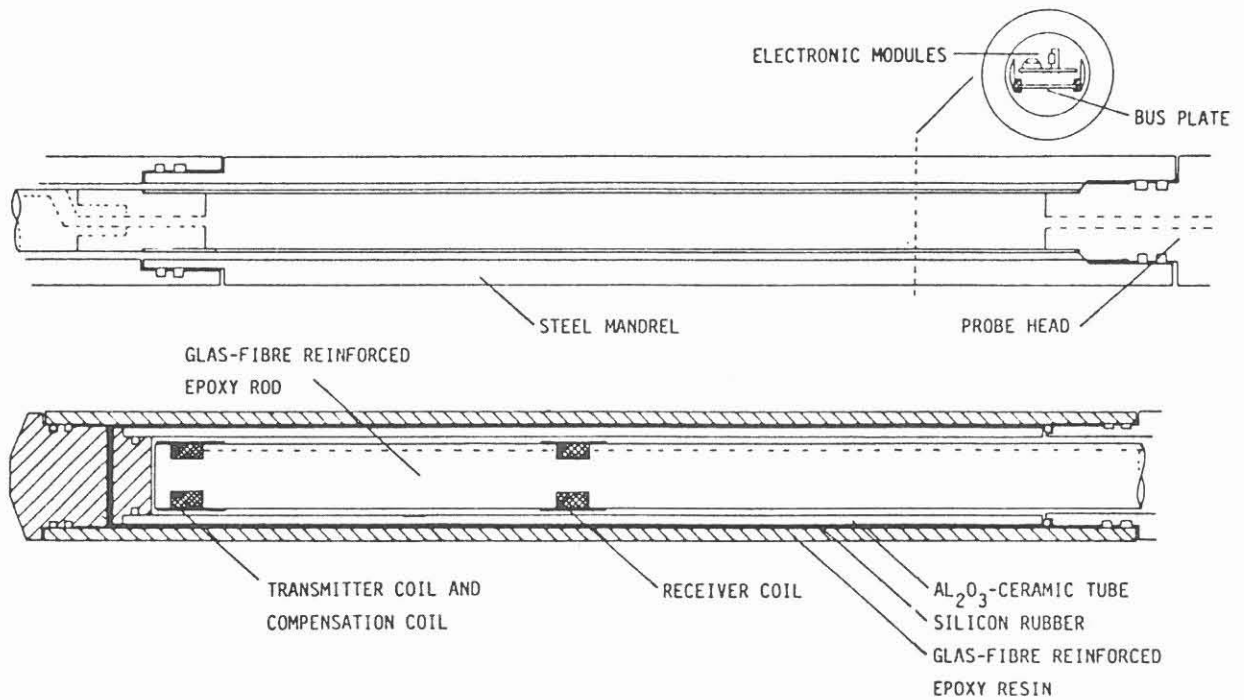 ELECTRONIC MODULES
BUS PLATE
STEEL MANDREL
PROBE HEAD
GLAS-FIBRE REINFORCED
EPOXY ROD
TRANSMITTER COIL AND
COMPENSATION COIL
RECEIVER COIL
AL₂O₃-CERAMIC TUBE
SILICON RUBBER
GLAS-FIBRE REINFORCED
EPOXY RESIN